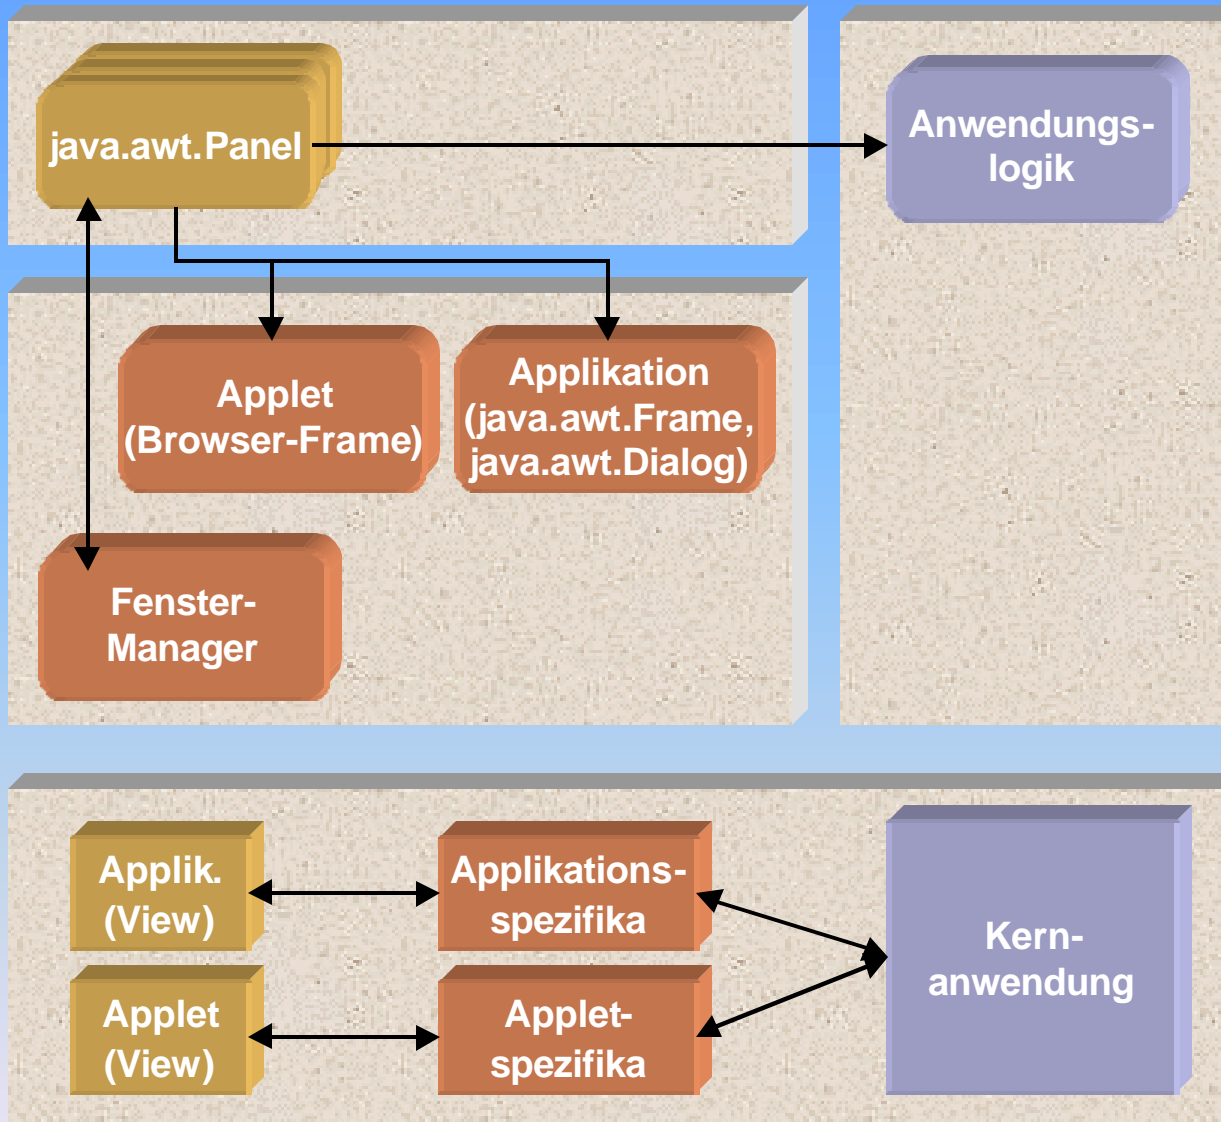 java.awt.Panel
Anwendungs-
logik
Applet
(Browser-Frame)
Applikation
(java.awt.Frame,
java.awt.Dialog)
Fenster-
Manager
Applik.
(View)
Applikations-
spezifika
Kern-
anwendung
Applet
(View)
Applet-
spezifika